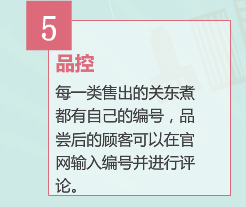 5
品控
每一类售出的关东煮
都有自己的编号，品
尝后的顾客可以在官
网输入编号并进行评
论。